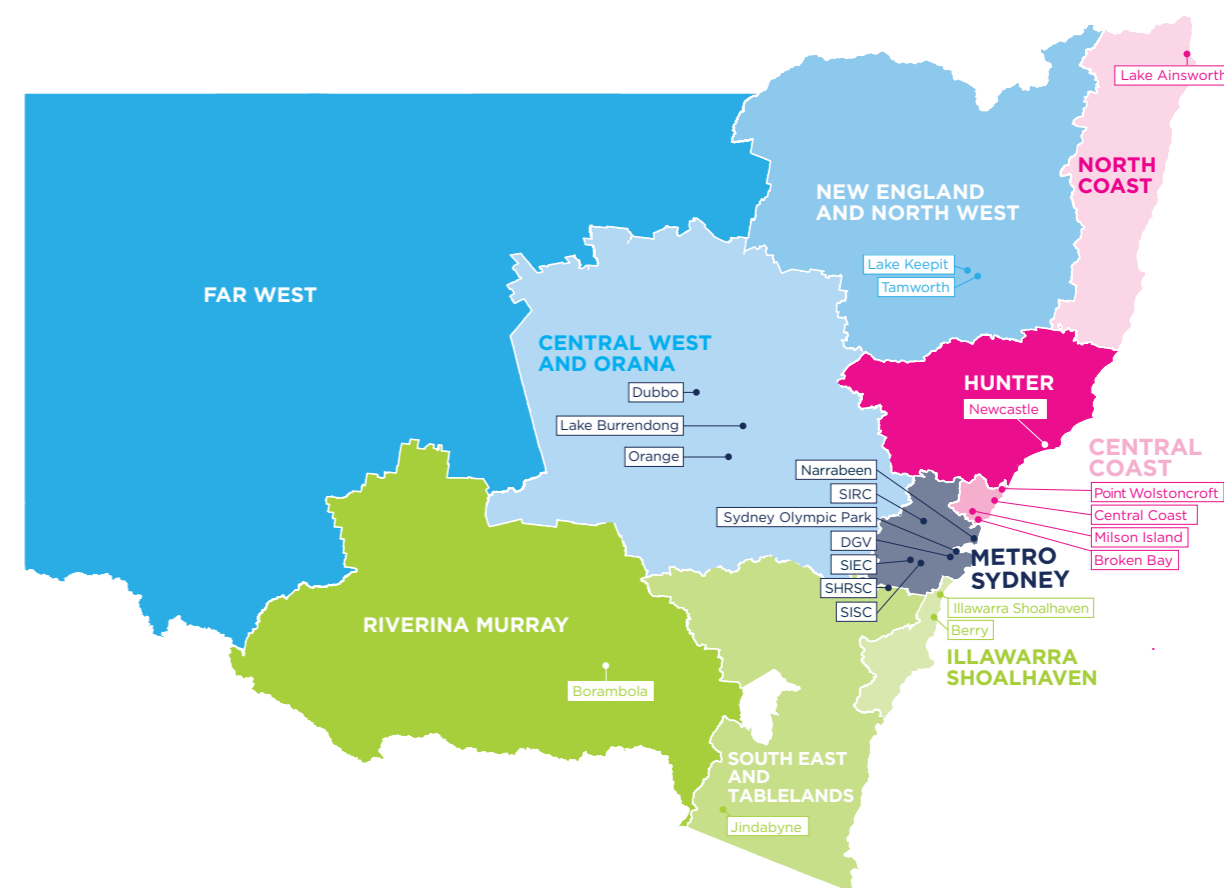 Lake Ainsworth
NORTH
COAST
NEW ENGLAND
AND NORTH WEST
Lake Keepit
Tamworth
FAR WEST
CENTRAL WEST
AND ORANA
Dubbo
Lake Burrendong
Orange
HUNTER
Newcastle
CENTRAL
COAST
Point Wolstoncroft
Central Coast
Milson Island
Broken Bay
Narrabeen
SIRC
Sydney Olympic Park
DGV
SIEC
SHRSC
SISC
METRO
SYDNEY
Illawarra Shoalhaven
Berry
ILLAWARRA
SHOALHAVEN
RIVERINA MURRAY
Borambola
SOUTH EAST
AND
TABLELANDS
Jindabyne